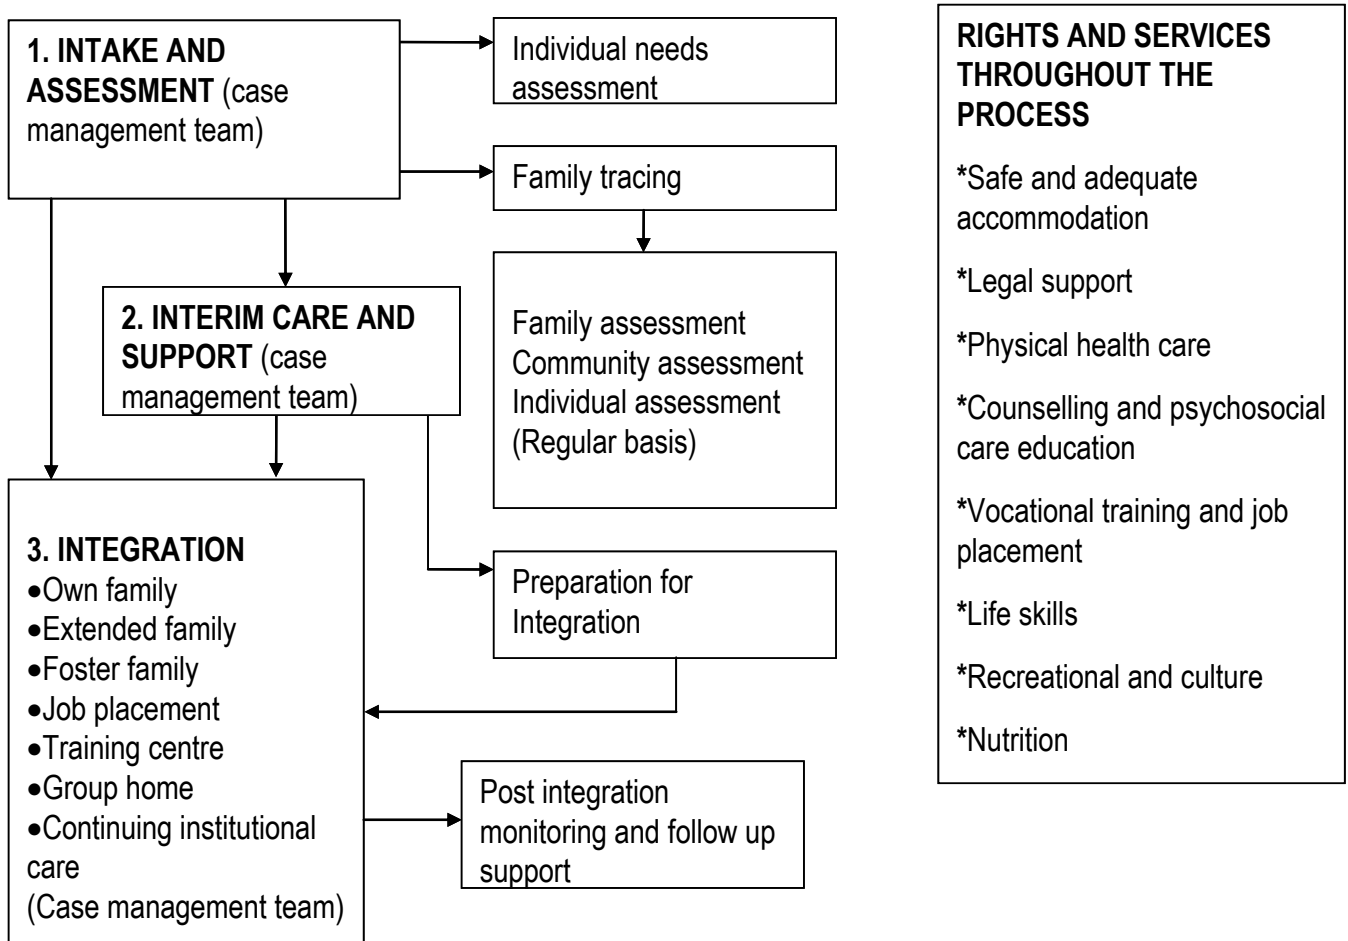 1. INTAKE AND
ASSESSMENT (case
management team)
Individual needs
assessment
Family tracing
2. INTERIM CARE AND
SUPPORT (case
management team)
Family assessment
Community assessment
Individual assessment
(Regular basis)
3. INTEGRATION
•Own family
•Extended family
•Foster family
•Job placement
•Training centre
•Group home
•Continuing institutional
care
(Case management team)
Preparation for
Integration
Post integration
monitoring and follow up
support
RIGHTS AND SERVICES
THROUGHOUT THE
PROCESS
*Safe and adequate
accommodation
*Legal support
*Physical health care
*Counselling and psychosocial
care education
*Vocational training and job
placement
*Life skills
*Recreational and culture
*Nutrition